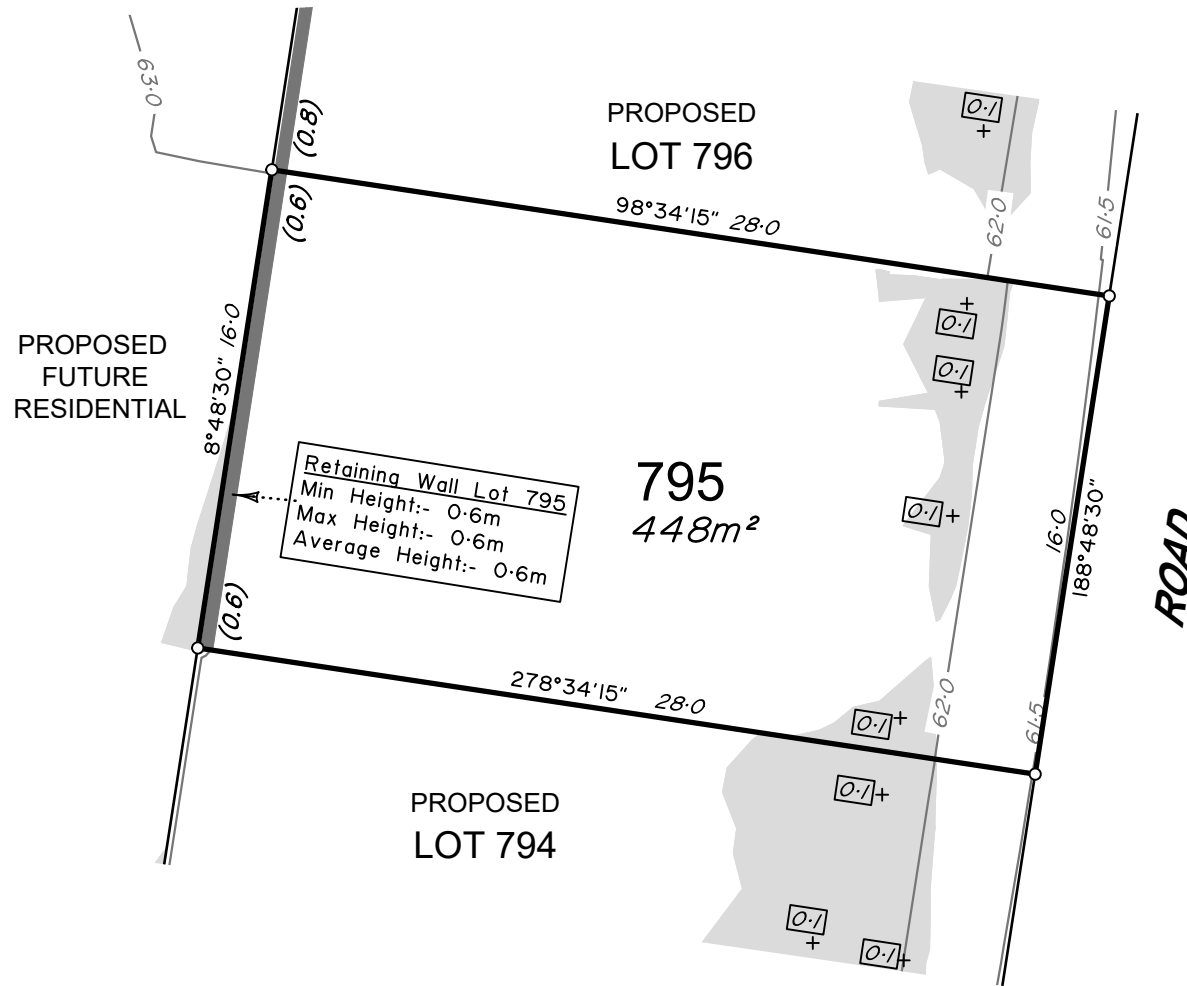 63.0
(0.8)
PROPOSED
LOT 796
0.1
62.0
61.5
(0.6)
98°34'15" 28.0
PROPOSED
FUTURE
RESIDENTIAL
8°48'30" 16.0
0.1
0.1
Retaining Wall Lot 795
Min Height:- 0.6m
Max Height:- 0.6m
Average Height:- 0.6m
795
448m²
0.1
16.0
188°48'30"
ROAD
(0.6)
278°34'15" 28.0
0.1
62.0
61.5
0.1
PROPOSED
LOT 794
0.1
0.1